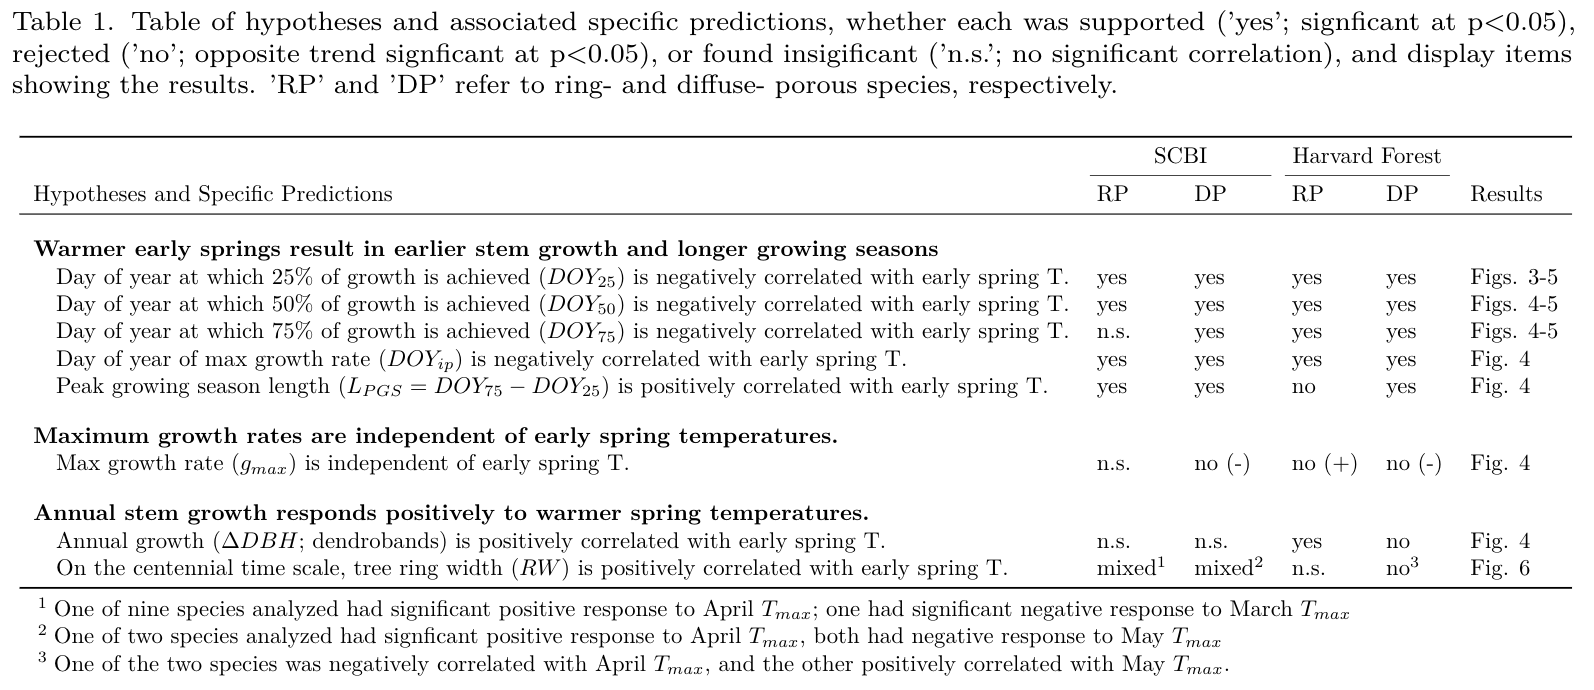 Table 1. Table of hypotheses and associated specific predictions, whether each was supported ('yes'; signficant at p<0.05),
rejected ('no'; opposite trend signficant at p<0.05), or found insigificant ('n.s.'; no significant correlation), and display items
showing the results. 'RP' and 'DP' refer to ring- and diffuse- porous species, respectively.
SCBI Harvard Forest
Hypotheses and Specific Predictions RP DP RP DP Results
Warmer early springs result in earlier stem growth and longer growing seasons
Day of year at which 25% of growth is achieved (DOY25) is negatively correlated with early spring T. yes yes yes yes Figs. 3-5
Day of year at which 50% of growth is achieved (DOY50) is negatively correlated with early spring T. yes yes yes yes Figs. 4-5
Day of year at which 75% of growth is achieved (DOY75) is negatively correlated with early spring T. n.s. yes yes yes Figs. 4-5
Day of year of max growth rate (DOYip) is negatively correlated with early spring T. yes yes yes yes Fig. 4
Peak growing season length (LPGS = DOY75 − DOY25) is positively correlated with early spring T. yes yes no yes Fig. 4
Maximum growth rates are independent of early spring temperatures.
Max growth rate (gmax) is independent of early spring T. n.s. no (-) no (+) no (-) Fig. 4
Annual stem growth responds positively to warmer spring temperatures.
Annual growth (ΔDBH; dendrobands) is positively correlated with early spring T. n.s. n.s. yes no Fig. 4
On the centennial time scale, tree ring width (RW) is positively correlated with early spring T. mixed¹ mixed² n.s. no³ Fig. 6
¹ One of nine species analyzed had significant positive response to April Tmax; one had significant negative response to March Tmax
² One of two species analyzed had signficant positive response to April Tmax, both had negative response to May Tmax
³ One of the two species was negatively correlated with April Tmax, and the other positively correlated with May Tmax.